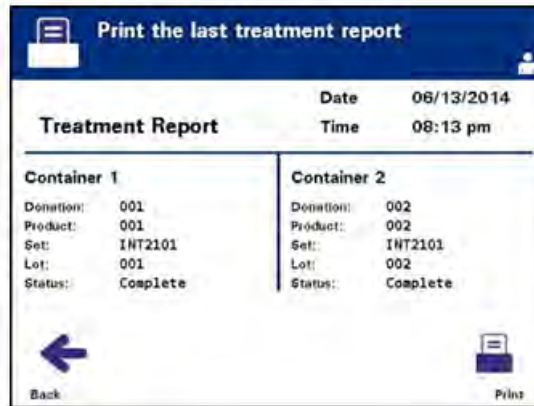 Print the last treatment report
Date 06/13/2014
Treatment Report Time 08:13 pm
Container 1
Donation: 001
Product: 001
Set: INT2101
Lot: 001
Status: Complete
Container 2
Donation: 002
Product: 002
Set: INT2101
Lot: 002
Status: Complete
Back
Print